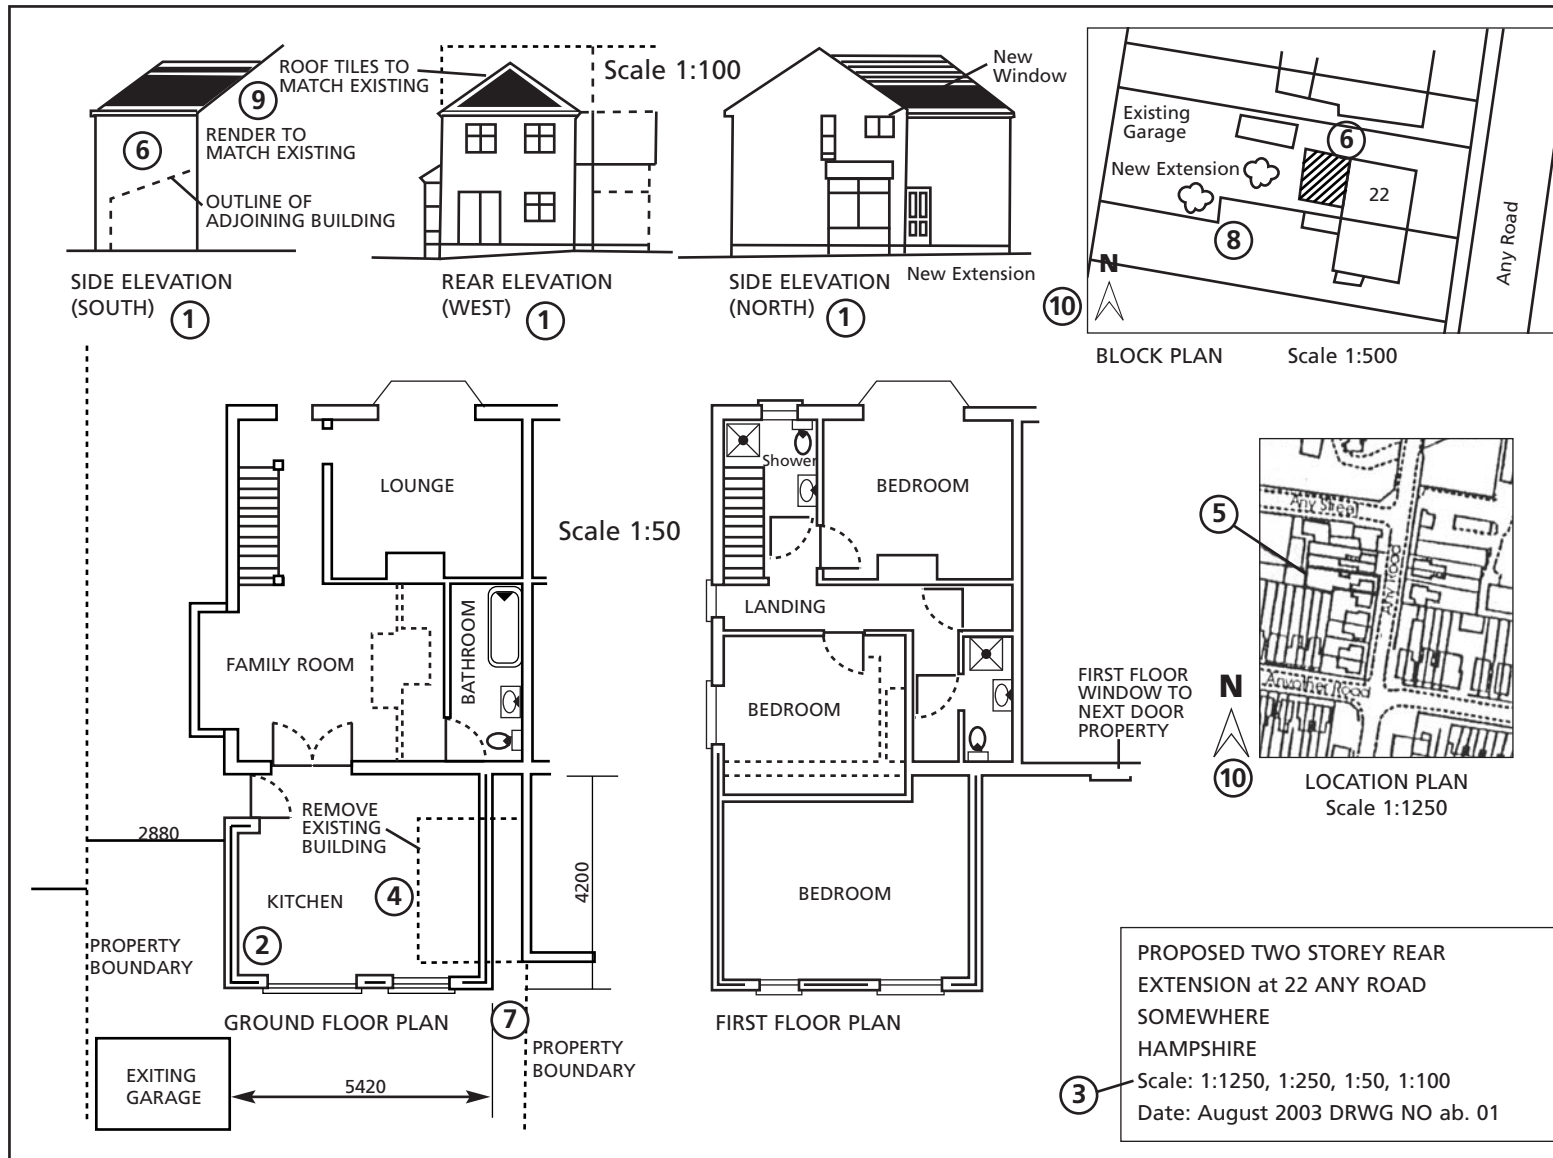 ROOF TILES TO
MATCH EXISTING
Scale 1:100
9
RENDER TO
MATCH EXISTING
6
OUTLINE OF
ADJOINING BUILDING
SIDE ELEVATION
(SOUTH)
1
REAR ELEVATION
(WEST)
1
New
Window
New Extension
SIDE ELEVATION
(NORTH)
1
Existing
Garage
6
New Extension
22
8
Any Road
N
10
BLOCK PLAN
Scale 1:500
LOUNGE
Scale 1:50
BATHROOM
FAMILY ROOM
REMOVE
EXISTING
BUILDING
2880
4
4200
KITCHEN
2
PROPERTY
BOUNDARY
GROUND FLOOR PLAN
7
PROPERTY
BOUNDARY
EXITING
GARAGE
5420
Shower
BEDROOM
LANDING
BEDROOM
FIRST FLOOR
WINDOW TO
NEXT DOOR
PROPERTY
BEDROOM
FIRST FLOOR PLAN
5
Any Street
Any Road
Another Road
N
10
LOCATION PLAN
Scale 1:1250
PROPOSED TWO STOREY REAR
EXTENSION at 22 ANY ROAD
SOMEWHERE
HAMPSHIRE
3
Scale: 1:1250, 1:250, 1:50, 1:100
Date: August 2003 DRWG NO ab. 01